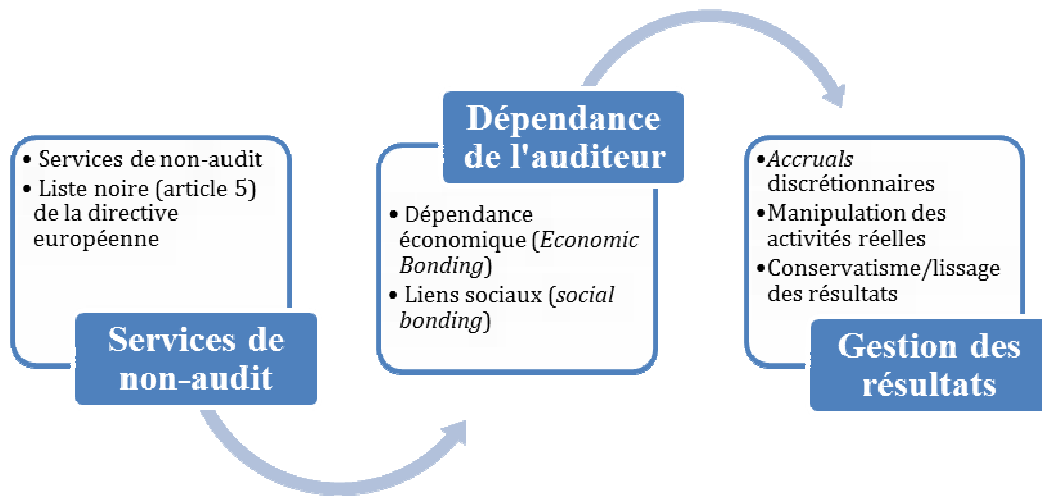 • Services de non-audit
• Liste noire (article 5)
de la directive
européenne
Services de
non-audit
Dépendance
de l'auditeur
• Dépendance
économique (Economic
Bonding)
• Liens sociaux (social
bonding)
•Accruals
discrétionnaires
•Manipulation des
activités réelles
•Conservatisme/lissage
des résultats
Gestion des
résultats